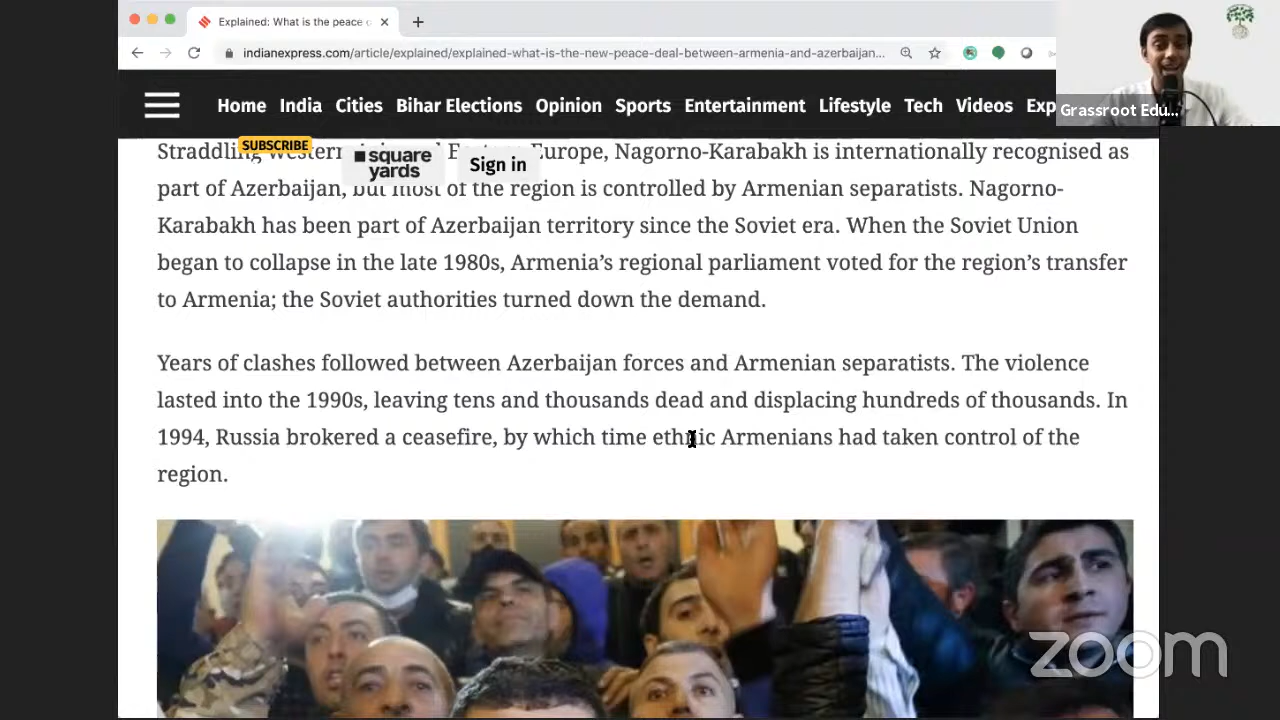 Explained: What is the peace
indianexpress.com/article/explained/explained-what-is-the-new-peace-deal-between-armenia-and-azerbaijan...
Home India Cities Bihar Elections Opinion Sports Entertainment Lifestyle Tech Videos Exp
Grassroot Edu...
SUBSCRIBE
square
yards
Sign in
Straddling Western Europe, Nagorno-Karabakh is internationally recognised as
part of Azerbaijan, but most of the region is controlled by Armenian separatists. Nagorno-
Karabakh has been part of Azerbaijan territory since the Soviet era. When the Soviet Union
began to collapse in the late 1980s, Armenia’s regional parliament voted for the region’s transfer
to Armenia; the Soviet authorities turned down the demand.
Years of clashes followed between Azerbaijan forces and Armenian separatists. The violence
lasted into the 1990s, leaving tens and thousands dead and displacing hundreds of thousands. In
1994, Russia brokered a ceasefire, by which time ethnic Armenians had taken control of the
region.
zoom